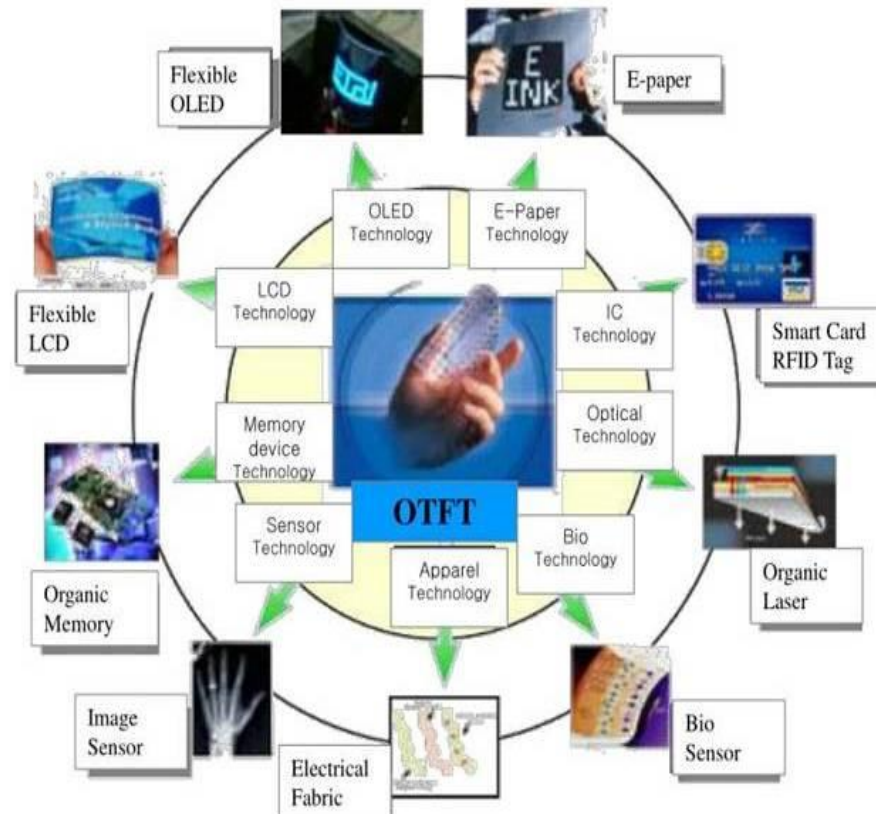 Flexible
OLED
ETRI
E
INK
E-paper
OLED
Technology
E-Paper
Technology
LCD
Technology
IC
Technology
Flexible
LCD
Smart Card
RFID Tag
Memory
device
Technology
Optical
Technology
OTFT
Sensor
Technology
Bio
Technology
Apparel
Technology
Organic
Memory
Organic
Laser
Image
Sensor
Electrical
Fabric
Bio
Sensor